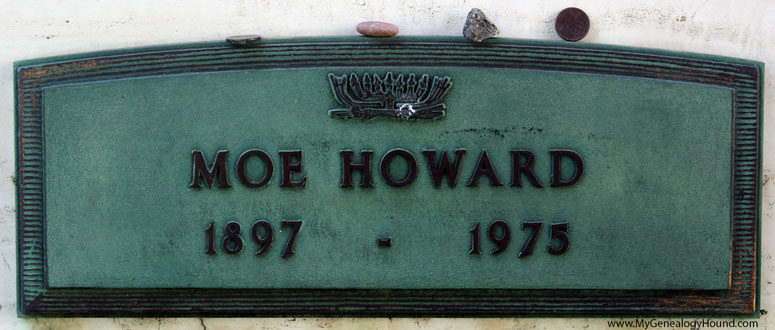 MOE HOWARD
1897 - 1975
www.MyGenealogyHound.com